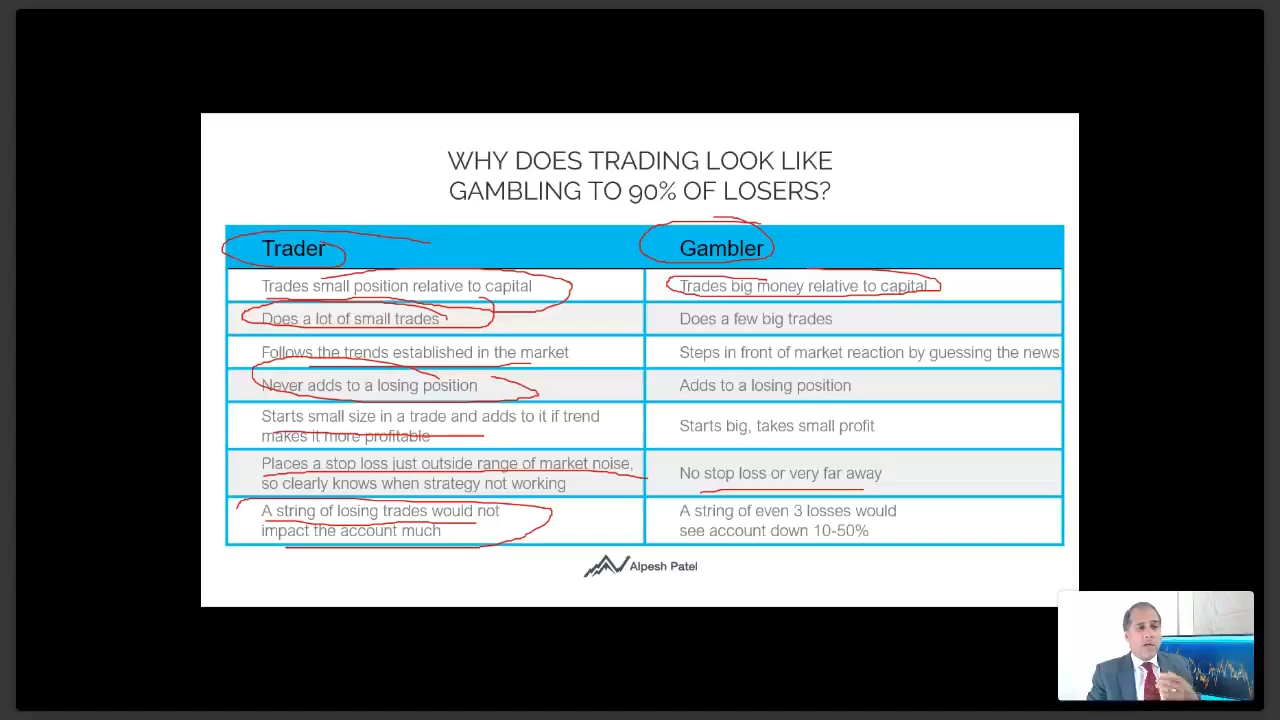 WHY DOES TRADING LOOK LIKE
GAMBLING TO 90% OF LOSERS?
Trader
Gambler
Trades small position relative to capital
Trades big money relative to capital
Does a lot of small trades
Does a few big trades
Follows the trends established in the market
Steps in front of market reaction by guessing the news
Never adds to a losing position
Adds to a losing position
Starts small size in a trade and adds to it if trend
makes it more profitable
Starts big, takes small profit
Places a stop loss just outside range of market noise,
so clearly knows when strategy not working
No stop loss or very far away
A string of losing trades would not
impact the account much
A string of even 3 losses would
see account down 10-50%
Alpesh Patel